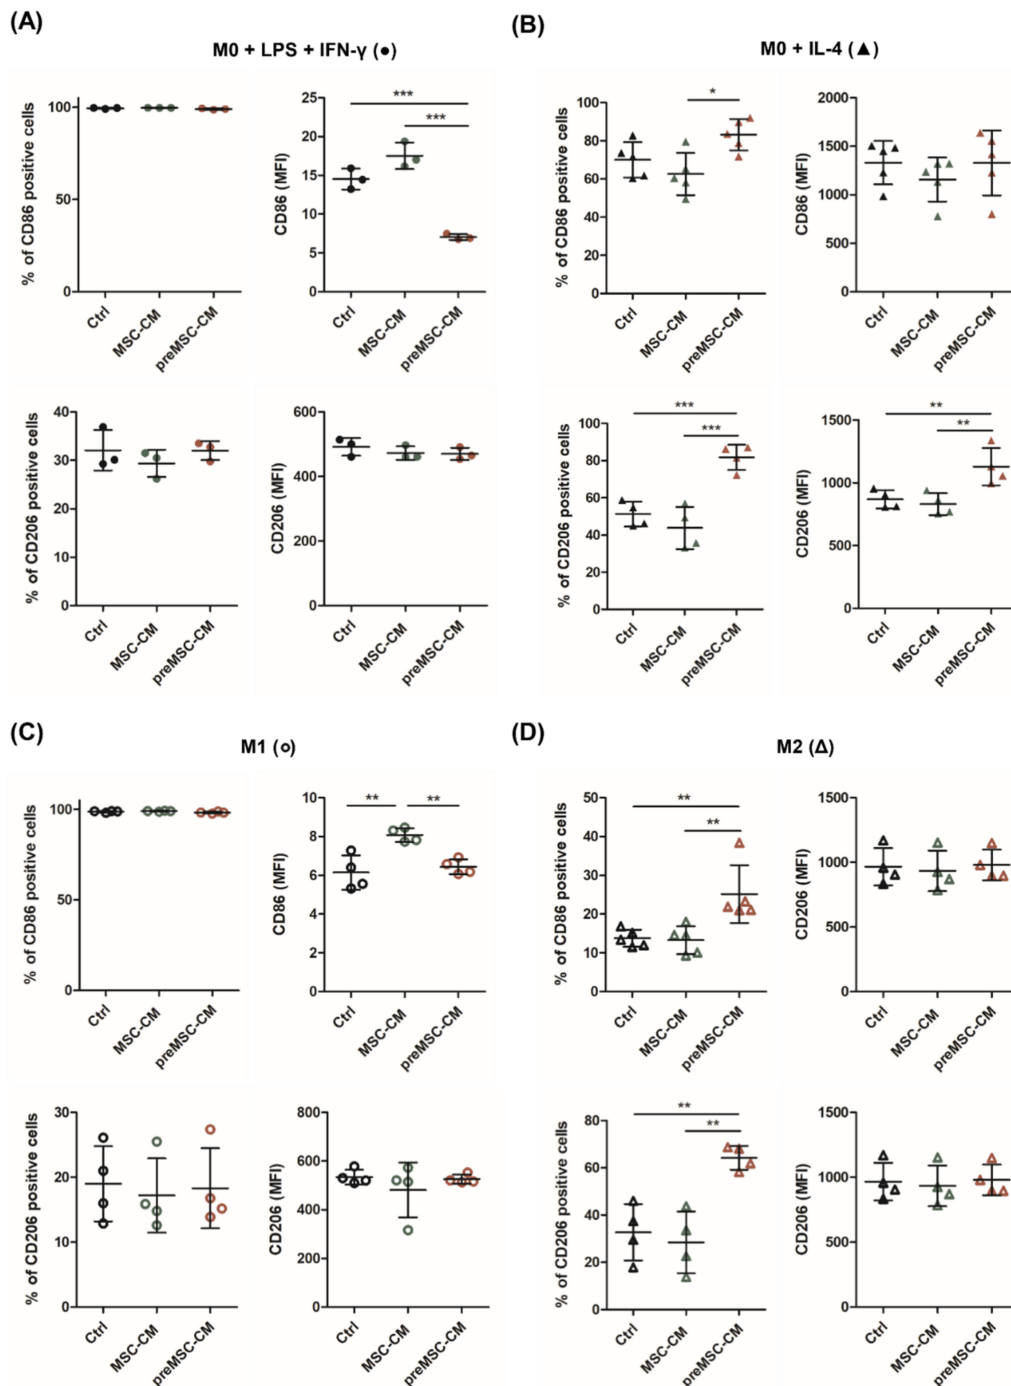 (A)
M0 + LPS + IFN-γ (●)
% of CD86 positive cells
100
50
0
Ctrl
MSC-CM
preMSC-CM
CD86 (MFI)
25
20
15
10
5
0
***
***
Ctrl
MSC-CM
preMSC-CM
% of CD206 positive cells
40
30
20
10
0
Ctrl
MSC-CM
preMSC-CM
CD206 (MFI)
600
400
200
0
Ctrl
MSC-CM
preMSC-CM
(B)
M0 + IL-4 (▲)
% of CD86 positive cells
100
80
60
40
20
0
*
Ctrl
MSC-CM
preMSC-CM
CD86 (MFI)
2000
1500
1000
500
0
Ctrl
MSC-CM
preMSC-CM
% of CD206 positive cells
100
80
60
40
20
0
***
***
Ctrl
MSC-CM
preMSC-CM
CD206 (MFI)
1500
1000
500
0
**
**
Ctrl
MSC-CM
preMSC-CM
(C)
M1 (o)
% of CD86 positive cells
100
50
0
Ctrl
MSC-CM
preMSC-CM
CD86 (MFI)
10
8
6
4
2
0
**
**
Ctrl
MSC-CM
preMSC-CM
% of CD206 positive cells
30
20
10
0
Ctrl
MSC-CM
preMSC-CM
CD206 (MFI)
800
600
400
200
0
Ctrl
MSC-CM
preMSC-CM
(D)
M2 (Δ)
% of CD86 positive cells
50
40
30
20
10
0
**
**
Ctrl
MSC-CM
preMSC-CM
CD206 (MFI)
1500
1000
500
0
Ctrl
MSC-CM
preMSC-CM
% of CD206 positive cells
80
60
40
20
0
**
**
Ctrl
MSC-CM
preMSC-CM
CD206 (MFI)
1500
1000
500
0
Ctrl
MSC-CM
preMSC-CM